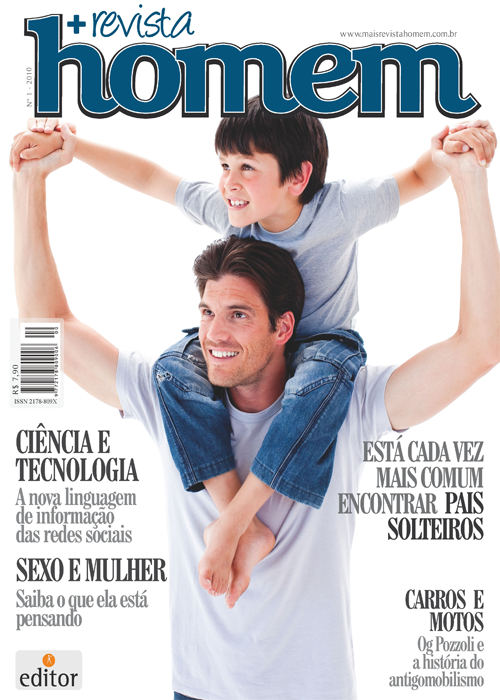 + revista
www.maisrevistahomem.com.br
homem
Nº 1 - 2010
R$ 7,90
ISSN 2178-809X
CIÊNCIA E
TECNOLOGIA
A nova linguagem
de informação
das redes sociais
SEXO E MULHER
Saiba o que ela está
pensando
editor
ESTÁ CADA VEZ
MAIS COMUM
ENCONTRAR PAIS
SOLTEIROS
CARROS E
MOTOS
Og Pozzoli e
a história do
antigomobilismo